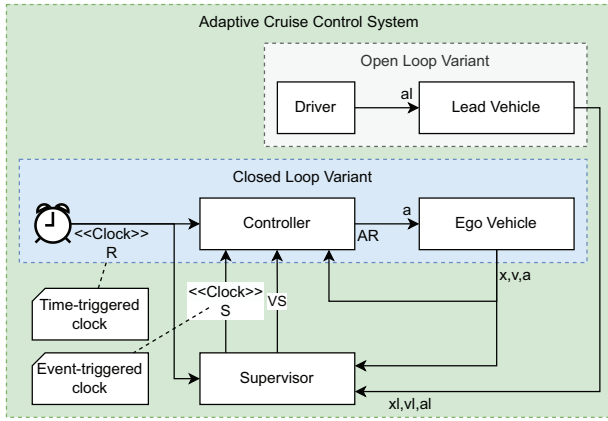 Adaptive Cruise Control System
Open Loop Variant
Driver
al
Lead Vehicle
Closed Loop Variant
<<Clock>>
R
Controller
a
AR
Ego Vehicle
x,v,a
Time-triggered
clock
<<Clock>>
S
VS
Event-triggered
clock
Supervisor
xl,vl,al